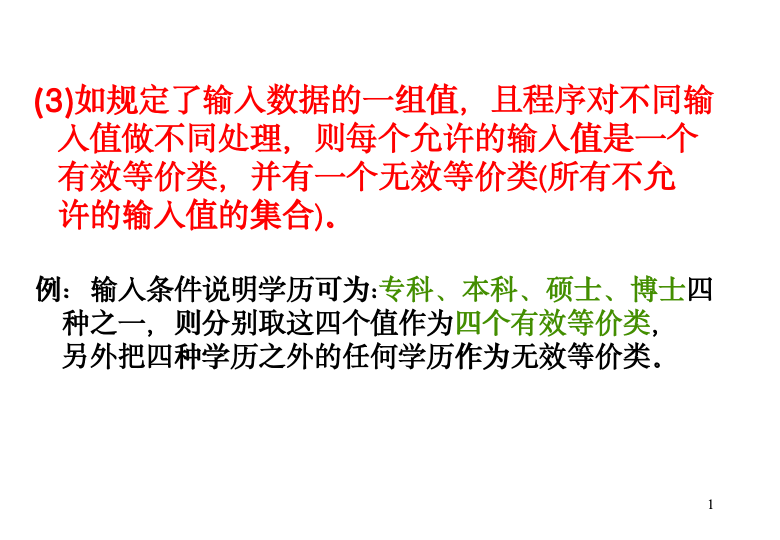 (3)如规定了输入数据的一组值，且程序对不同输
入值做不同处理，则每个允许的输入值是一个
有效等价类，并有一个无效等价类(所有不允
许的输入值的集合)。
例：输入条件说明学历可为:专科、本科、硕士、博士四
种之一，则分别取这四个值作为四个有效等价类，
另外把四种学历之外的任何学历作为无效等价类。
1